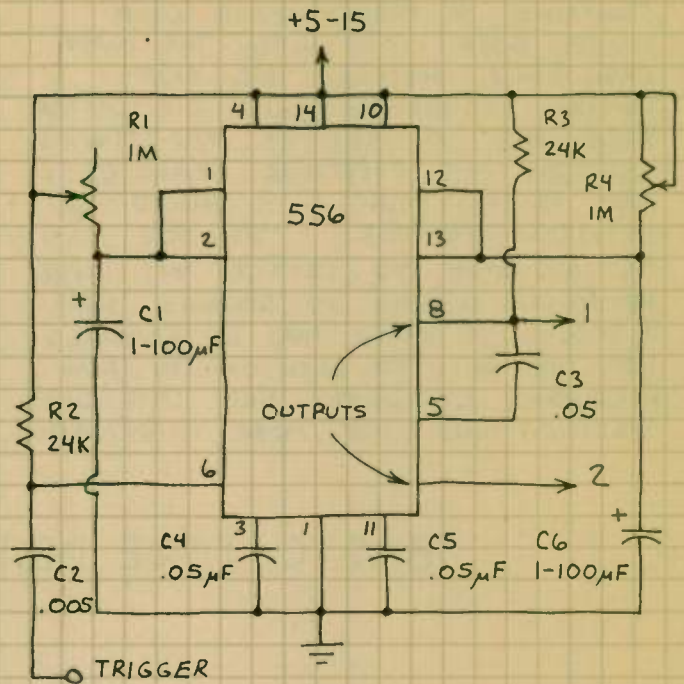 +5-15
4 14 10
R1
1M
R3
24K
R4
1M
1
2
556
12
13
8
1
+
C1
1-100μF
C3
.05
OUTPUTS
5
R2
24K
6
2
+
3 1 11
C4
.05μF
C5
.05μF
C6
1-100μF
C2
.005
TRIGGER